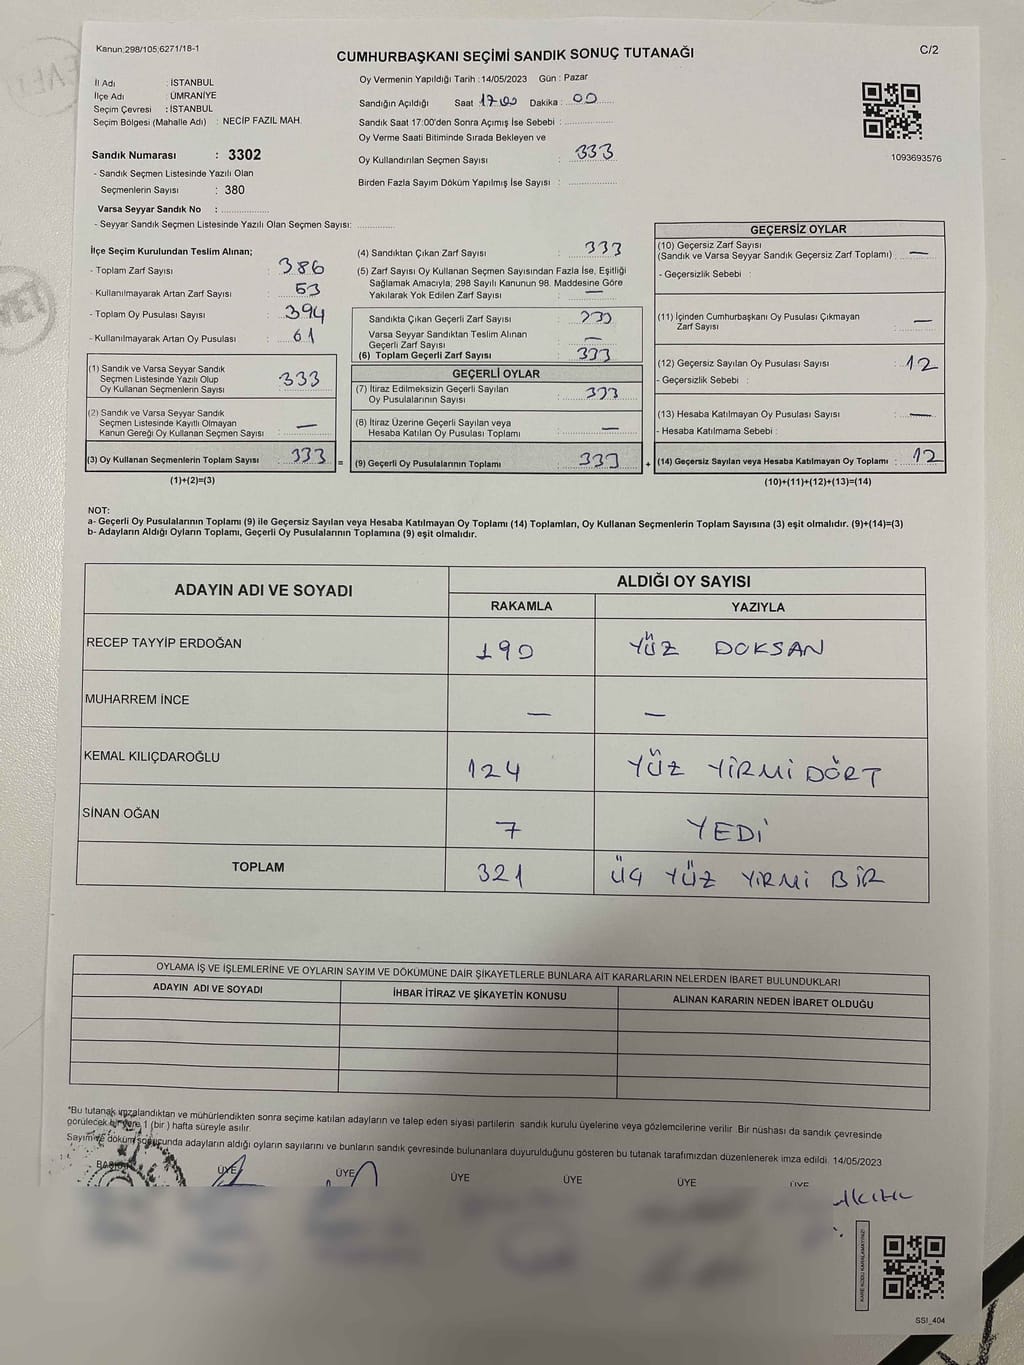 Kanun;298/105;6271/18-1
C/2
CUMHURBAŞKANI SEÇİMİ SANDIK SONUÇ TUTANAĞI
İl Adı : İSTANBUL
İlçe Adı : ÜMRANİYE
Seçim Çevresi : İSTANBUL
Seçim Bölgesi (Mahalle Adı) : NECİP FAZIL MAH.
Sandık Numarası : 3302
- Sandık Seçmen Listesinde Yazılı Olan
Seçmenlerin Sayısı : 380
Varsa Seyyar Sandık No : ................
- Seyyar Sandık Seçmen Listesinde Yazılı Olan Seçmen Sayısı: ............
Oy Vermenin Yapıldığı Tarih : 14/05/2023 Gün : Pazar
Sandığın Açıldığı Saat 17:00 Dakika : 00
Sandık Saat 17:00'den Sonra Açımış İse Sebebi : ................
Oy Verme Saati Bitiminde Sırada Bekleyen ve
Oy Kullandırılan Seçmen Sayısı : 333
Birden Fazla Sayım Döküm Yapılmış İse Sayısı : ................
1093693576
İlçe Seçim Kurulundan Teslim Alınan;
- Toplam Zarf Sayısı : 386
- Kullanılmayarak Artan Zarf Sayısı : 53
- Toplam Oy Pusulası Sayısı : 394
- Kullanılmayarak Artan Oy Pusulası : 61
(1) Sandık ve Varsa Seyyar Sandık
Seçmen Listesinde Yazılı Olup
Oy Kullanan Seçmenlerin Sayısı : 333
(2) Sandık ve Varsa Seyyar Sandık
Seçmen Listesinde Kayıtlı Olmayan
Kanun Gereği Oy Kullanan Seçmen Sayısı : —
(3) Oy Kullanan Seçmenlerin Toplam Sayısı : 333
(1)+(2)=(3)
(4) Sandıktan Çıkan Zarf Sayısı : 333
(5) Zarf Sayısı Oy Kullanan Seçmen Sayısından Fazla İse, Eşitliği
Sağlamak Amacıyla, 298 Sayılı Kanunun 98. Maddesine Göre
Yakılarak Yok Edilen Zarf Sayısı : —
Sandıkta Çıkan Geçerli Zarf Sayısı : 333
Varsa Seyyar Sandıktan Teslim Alınan
Geçerli Zarf Sayısı : —
(6) Toplam Geçerli Zarf Sayısı : 333
GEÇERLİ OYLAR
(7) İtiraz Edilmeksizin Geçerli Sayılan
Oy Pusulalarının Sayısı : 333
(8) İtiraz Üzerine Geçerli Sayılan veya
Hesaba Katılan Oy Pusulası Toplamı : —
= (9) Geçerli Oy Pusulalarının Toplamı : 333
GEÇERSİZ OYLAR
(10) Geçersiz Zarf Sayısı
(Sandık ve Varsa Seyyar Sandık Geçersiz Zarf Toplamı) : —
- Geçersizlik Sebebi :
(11) İçinden Cumhurbaşkanı Oy Pusulası Çıkmayan
Zarf Sayısı : —
(12) Geçersiz Sayılan Oy Pusulası Sayısı : 12
- Geçersizlik Sebebi :
(13) Hesaba Katılmayan Oy Pusulası Sayısı : —
- Hesaba Katılmama Sebebi :
+ (14) Geçersiz Sayılan veya Hesaba Katılmayan Oy Toplamı : 12
(10)+(11)+(12)+(13)=(14)
NOT:
a- Geçerli Oy Pusulalarının Toplamı (9) ile Geçersiz Sayılan veya Hesaba Katılmayan Oy Toplamı (14) Toplamları, Oy Kullanan Seçmenlerin Toplam Sayısına (3) eşit olmalıdır. (9)+(14)=(3)
b- Adayların Aldığı Oyların Toplamı, Geçerli Oy Pusulalarının Toplamına (9) eşit olmalıdır.
ADAYIN ADI VE SOYADI ALDIĞI OY SAYISI
RAKAMLA YAZIYLA
RECEP TAYYİP ERDOĞAN 190 YÜZ DOKSAN
MUHARREM İNCE — —
KEMAL KILIÇDAROĞLU 124 YÜZ YİRMİ DÖRT
SİNAN OĞAN 7 YEDİ
TOPLAM 321 ÜÇ YÜZ YİRMİ BİR
OYLAMA İŞ VE İŞLEMLERİNE VE OYLARIN SAYIM VE DÖKÜMÜNE DAİR ŞİKAYETLERLE BUNLARA AİT KARARLARIN NELERDEN İBARET BULUNDUKLARI
ADAYIN ADI VE SOYADI İHBAR İTİRAZ VE ŞİKAYETİN KONUSU ALINAN KARARIN NEDEN İBARET OLDUĞU
*Bu tutanak imzalandıktan ve mühürlendikten sonra seçime katılan adayların ve talep eden siyasi partilerin sandık kurulu üyelerine veya gözlemcilerine verilir. Bir nüshası da sandık çevresinde
görülecek bir yere 1 (bir ) hafta süreyle asılır.
Sayım ve döküm sonucunda adayların aldığı oyların sayılarını ve bunların sandık çevresinde bulunanlara duyurulduğunu gösteren bu tutanak tarafımızdan düzenlenerek imza edildi. 14/05/2023
BAŞKAN ÜYE ÜYE ÜYE ÜYE ÜYE ÜYE
SSI_404